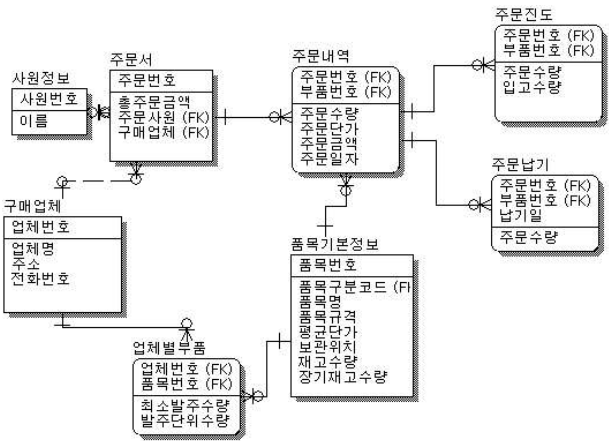 사원정보
사원번호
이름
주문서
주문번호
총주문금액
주문사원 (FK)
구매업체 (FK)
주문내역
주문번호 (FK)
부품번호 (FK)
주문수량
주문단가
주문금액
주문일자
주문진도
주문번호 (FK)
부품번호 (FK)
주문수량
입고수량
주문납기
주문번호 (FK)
부품번호 (FK)
납기일
주문수량
구매업체
업체번호
업체명
주소
전화번호
품목기본정보
품목번호
품목구분코드 (FK
품목명
품목규격
평균단가
보관위치
재고수량
장기재고수량
업체별부품
업체번호 (FK)
품목번호 (FK)
최소발주수량
발주단위수량